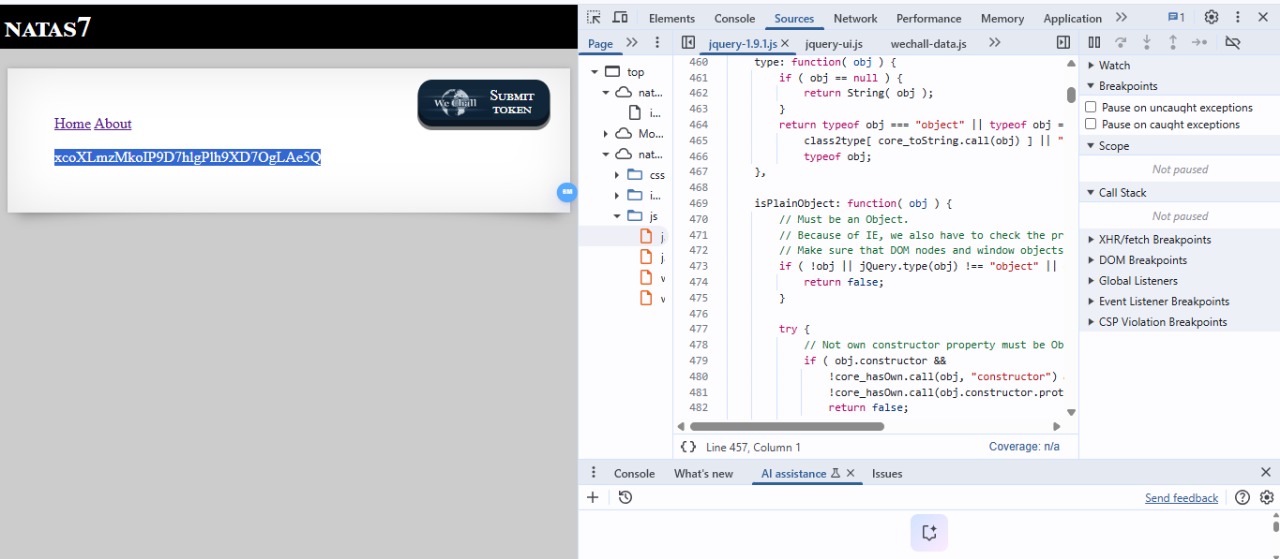 NATAS7
WeChall
SUBMIT
TOKEN
Home About
xcoXLmzMkoIP9D7hlgPlh9XD7OgLAe5Q
Elements Console Sources Network Performance Memory Application 1
Page
top
nat...
i...
Mo...
nat...
css
i...
js
j
j
v
v
jquery-1.9.1.js jquery-ui.js wechall-data.js
460 type: function( obj ) {
461 if ( obj == null ) {
462 return String( obj );
463 }
464 return typeof obj === "object" || typeof obj =
465 class2type[ core_toString.call(obj) ] || "
466 typeof obj;
467 },
468
469 isPlainObject: function( obj ) {
470 // Must be an Object.
471 // Because of IE, we also have to check the pr
472 // Make sure that DOM nodes and window objects
473 if ( !obj || jQuery.type(obj) !== "object" ||
474 return false;
475 }
476
477 try {
478 // Not own constructor property must be Ob
479 if ( obj.constructor &&
480 !core_hasOwn.call(obj, "constructor")
481 !core_hasOwn.call(obj.constructor.prot
482 return false;
{} Line 457, Column 1 Coverage: n/a
Watch
Breakpoints
Pause on uncaught exceptions
Pause on caught exceptions
Scope
Not paused
Call Stack
Not paused
XHR/fetch Breakpoints
DOM Breakpoints
Global Listeners
Event Listener Breakpoints
CSP Violation Breakpoints
Console What's new AI assistance Issues
Send feedback